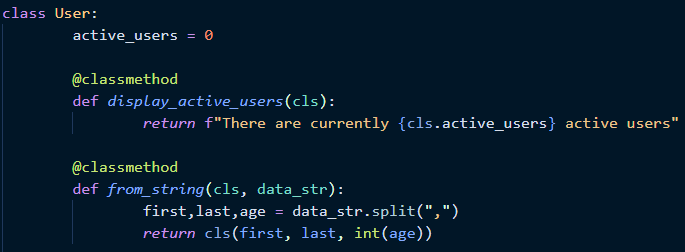 class User:
active_users = 0
@classmethod
def display_active_users(cls):
return f"There are currently {cls.active_users} active users"
@classmethod
def from_string(cls, data_str):
first,last,age = data_str.split(",")
return cls(first, last, int(age))